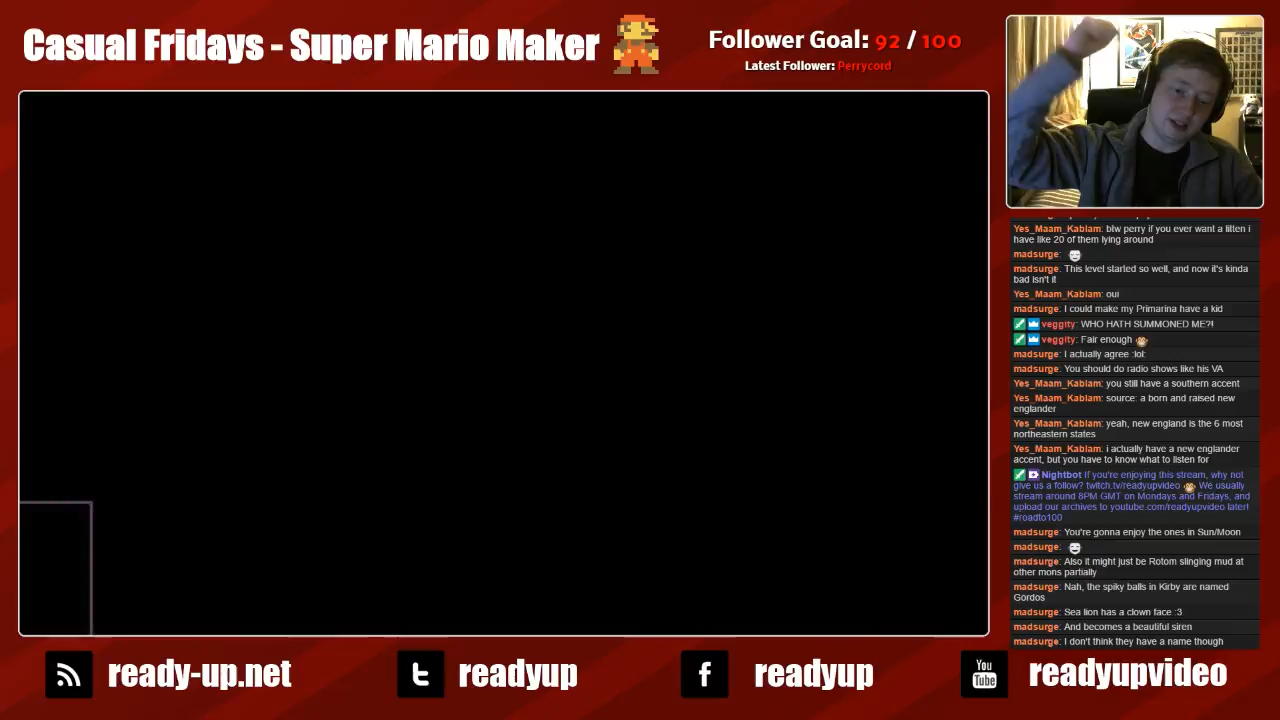 Casual Fridays - Super Mario Maker
Follower Goal: 92 / 100
Latest Follower: Perrycord
Yes_Maam_Kablam: btw perry if you ever want a litten i
have like 20 of them lying around
madsurge:
madsurge: This level started so well, and now it's kinda
bad isn't it
Yes_Maam_Kablam: oui
madsurge: I could make my Primarina have a kid
veggity: WHO HATH SUMMONED ME?!
veggity: Fair enough
madsurge: I actually agree :lol:
madsurge: You should do radio shows like his VA
Yes_Maam_Kablam: you still have a southern accent
Yes_Maam_Kablam: source: a born and raised new
englander
Yes_Maam_Kablam: yeah, new england is the 6 most
northeastern states
Yes_Maam_Kablam: i actually have a new englander
accent, but you have to know what to listen for
Nightbot If you're enjoying this stream, why not
give us a follow? twitch.tv/readyupvideo We usually
stream around 8PM GMT on Mondays and Fridays, and
upload our archives to youtube.com/readyupvideo later!
#roadto100
madsurge: You're gonna enjoy the ones in Sun/Moon
madsurge:
madsurge: Also it might just be Rotom slinging mud at
other mons partially
madsurge: Nah, the spiky balls in Kirby are named
Gordos
madsurge: Sea lion has a clown face :3
madsurge: And becomes a beautiful siren
madsurge: I don't think they have a name though
ready-up.net
readyup
readyup
You
Tube
readyupvideo